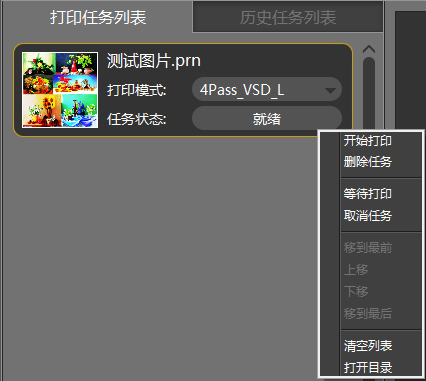 打印任务列表
历史任务列表
测试图片.prn
打印模式:
4Pass_VSD_L
任务状态:
就绪
开始打印
删除任务
等待打印
取消任务
移到最前
上移
下移
移到最后
清空列表
打开目录